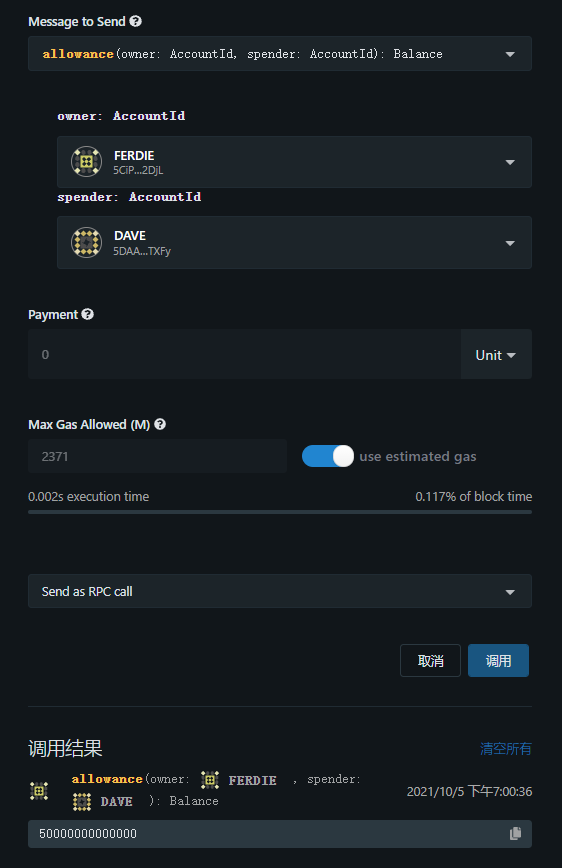 Message to Send
allowance(owner: AccountId, spender: AccountId): Balance
owner: AccountId
FERDIE
5CiP...2DjL
spender: AccountId
DAVE
5DAA...TXFy
Payment
0 Unit
Max Gas Allowed (M)
2371 use estimated gas
0.002s execution time 0.117% of block time
Send as RPC call
取消 调用
调用结果 清空所有
allowance(owner: FERDIE , spender:
DAVE ): Balance
2021/10/5 下午7:00:36
50000000000000